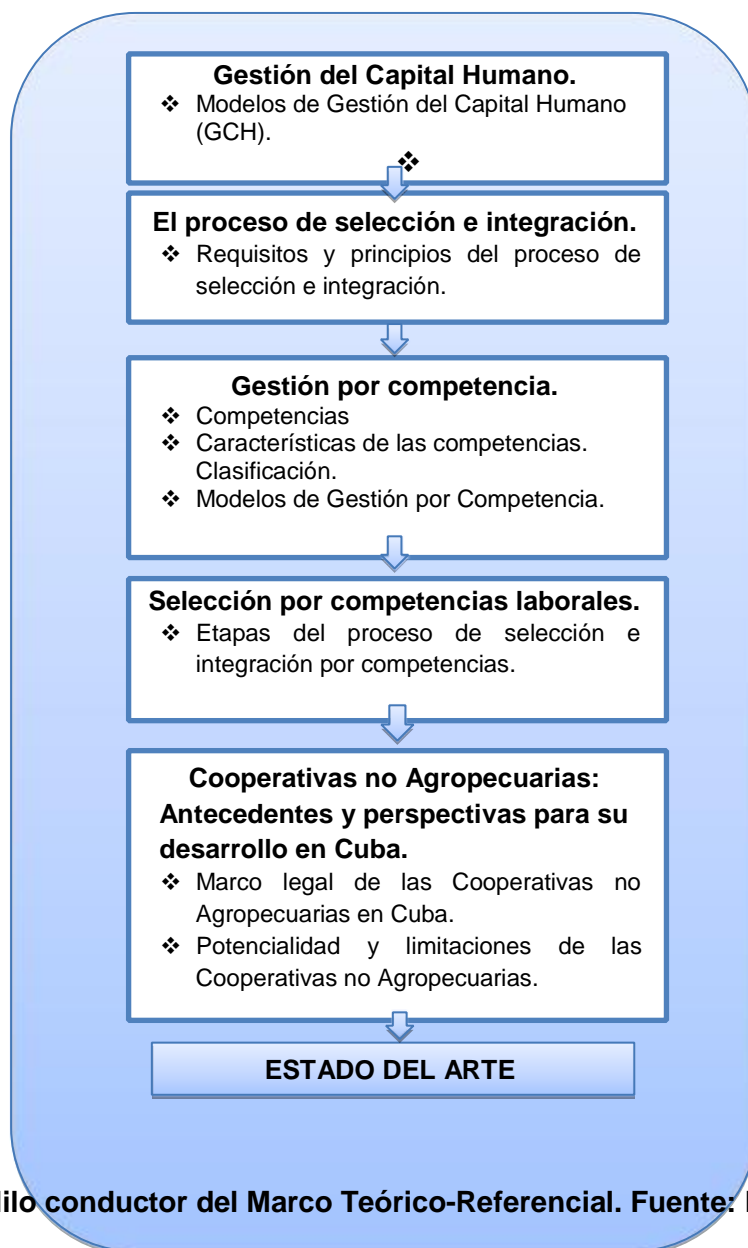 Gestión del Capital Humano.
❖ Modelos de Gestión del Capital Humano
(GCH).
❖
El proceso de selección e integración.
❖ Requisitos y principios del proceso de
selección e integración.
Gestión por competencia.
❖ Competencias
❖ Características de las competencias.
Clasificación.
❖ Modelos de Gestión por Competencia.
Selección por competencias laborales.
❖ Etapas del proceso de selección e
integración por competencias.
Cooperativas no Agropecuarias:
Antecedentes y perspectivas para su
desarrollo en Cuba.
❖ Marco legal de las Cooperativas no
Agropecuarias en Cuba.
❖ Potencialidad y limitaciones de las
Cooperativas no Agropecuarias.
ESTADO DEL ARTE
conductor del Marco Teórico-Referencial. Fuente: